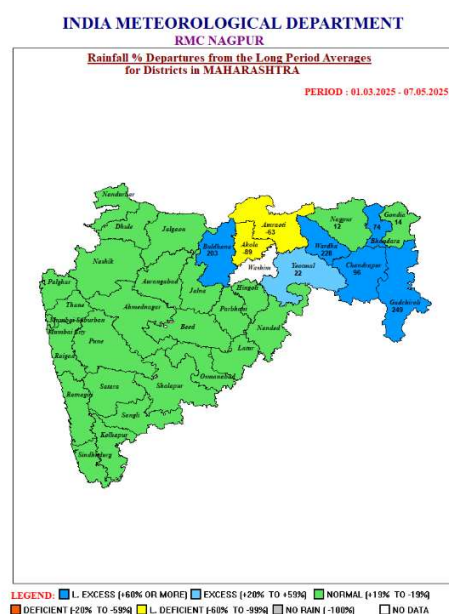 INDIA METEOROLOGICAL DEPARTMENT
RMC NAGPUR
Rainfall % Departures from the Long Period Averages
for Districts in MAHARASHTRA
PERIOD : 01.03.2025 - 07.05.2025
Nandurbar
Dhule
Jalgaon
Buldhana
203
Akola
-89
Amravti
-63
Washim
Nagpur
12
Wardha
228
Yeotmal
22
74
Bhandara
Gondia
14
Chandrapur
96
Gadchiroli
249
Nashik
Palghar
Aurangabad
Jalna
Hingoli
Thane
Ahmednagar
Parbhani
Mumbai Suburban
Mumbai City
Beed
Nanded
Pune
Raigad
Latur
Osmanabad
Satara
Sholapur
Ratnagiri
Sangli
Kolhapur
Sindhudurg
LEGEND: L. EXCESS (+60% OR MORE) EXCESS (+20% TO +59%) NORMAL (+19% TO -19%)
DEFICIENT (-20% TO -59%) L. DEFICIENT (-60% TO -99%) NO RAIN (-100%) NO DATA